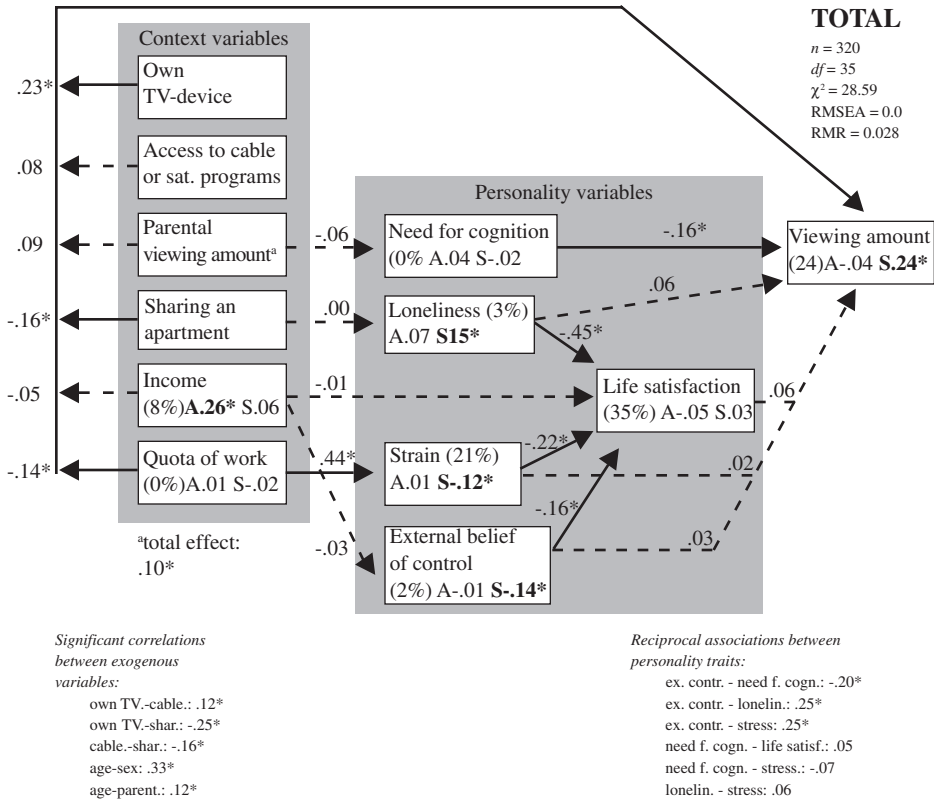 TOTAL
n = 320
df = 35
χ² = 28.59
RMSEA = 0.0
RMR = 0.028
Context variables
.23*
Own
TV-device
.08
Access to cable
or sat. programs
Personality variables
.09
Parental
viewing amountᵃ
-.06
Need for cognition
(0% A.04 S-.02
-.16*
Viewing amount
(24)A-.04 S.24*
-.16*
Sharing an
apartment
.00
Loneliness (3%)
A.07 S15*
.06
-.45*
-.05
Income
(8%)A.26* S.06
-.01
Life satisfaction
(35%) A-.05 S.03
.06
-.14*
Quota of work
(0%)A.01 S-.02
.44*
Strain (21%)
A.01 S-.12*
-.22*
.02
-.16*
ᵃtotal effect:
.10*
-.03
External belief
of control
(2%) A-.01 S-.14*
.03
Significant correlations
between exogenous
variables:
own TV.-cable.: .12*
own TV.-shar.: -.25*
cable.-shar.: -.16*
age-sex: .33*
age-parent.: .12*
Reciprocal associations between
personality traits:
ex. contr. - need f. cogn.: -.20*
ex. contr. - lonelin.: .25*
ex. contr. - stress: .25*
need f. cogn. - life satisf.: .05
need f. cogn. - stress.: -.07
lonelin. - stress: .06